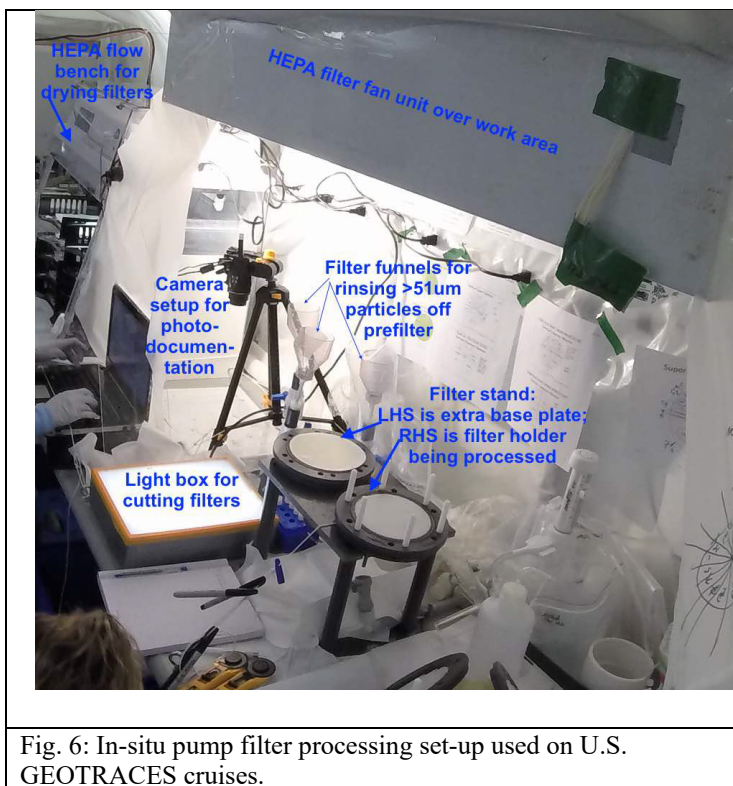 HEPA flow
bench for
drying filters
HEPA filter fan unit over work area
Camera
setup for
photo-
documen-
tation
Filter funnels for
rinsing >51um
particles off
prefilter
Filter stand:
LHS is extra base plate;
RHS is filter holder
being processed
Light box for
cutting filters
Super
Fig. 6: In-situ pump filter processing set-up used on U.S.
GEOTRACES cruises.